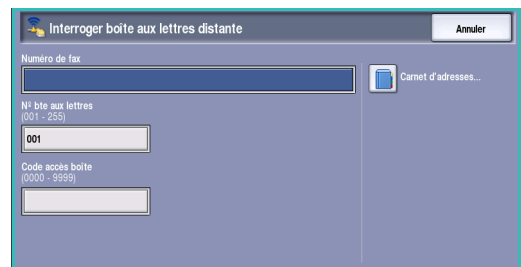 Interroger boîte aux lettres distante
Annuler
Numéro de fax
Carnet d'adresses...
Nº bte aux lettres
(001 - 255)
001
Code accès boîte
(0000 - 9999)